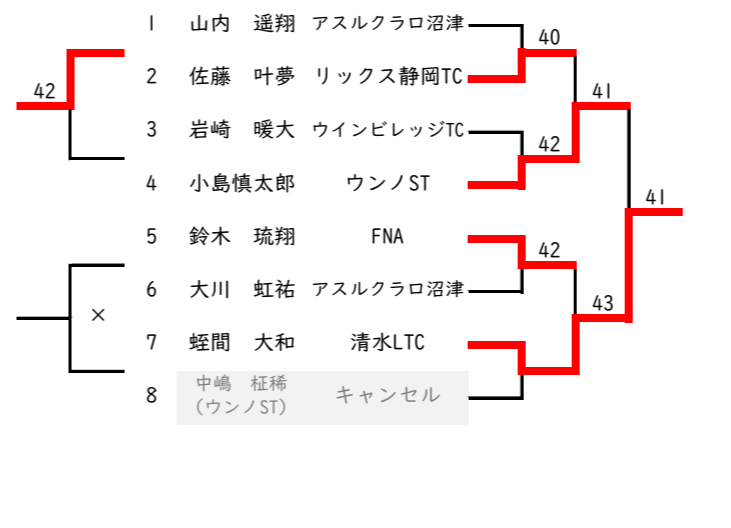 1 山内 遥翔 アスルクラロ沼津
40
2 佐藤 叶夢 リックス静岡TC
42
41
3 岩崎 暖大 ウインビレッジTC
42
4 小島慎太郎 ウンノST
41
5 鈴木 琉翔 FNA
42
6 大川 虹祐 アスルクラロ沼津
43
×
7 蛭間 大和 清水LTC
8 中嶋 柾稀 キャンセル
(ウンノST)